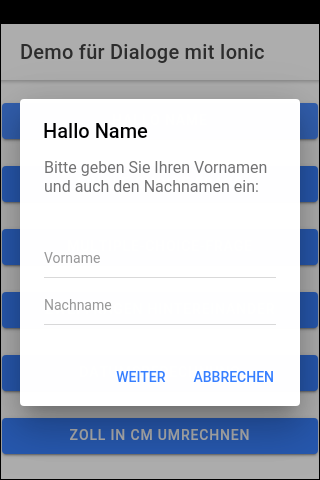 Demo für Dialoge mit Ionic
Hallo Name
Bitte geben Sie Ihren Vornamen
und auch den Nachnamen ein:
Vorname
Nachname
WEITER ABBRECHEN
ZOLL IN CM UMRECHNEN